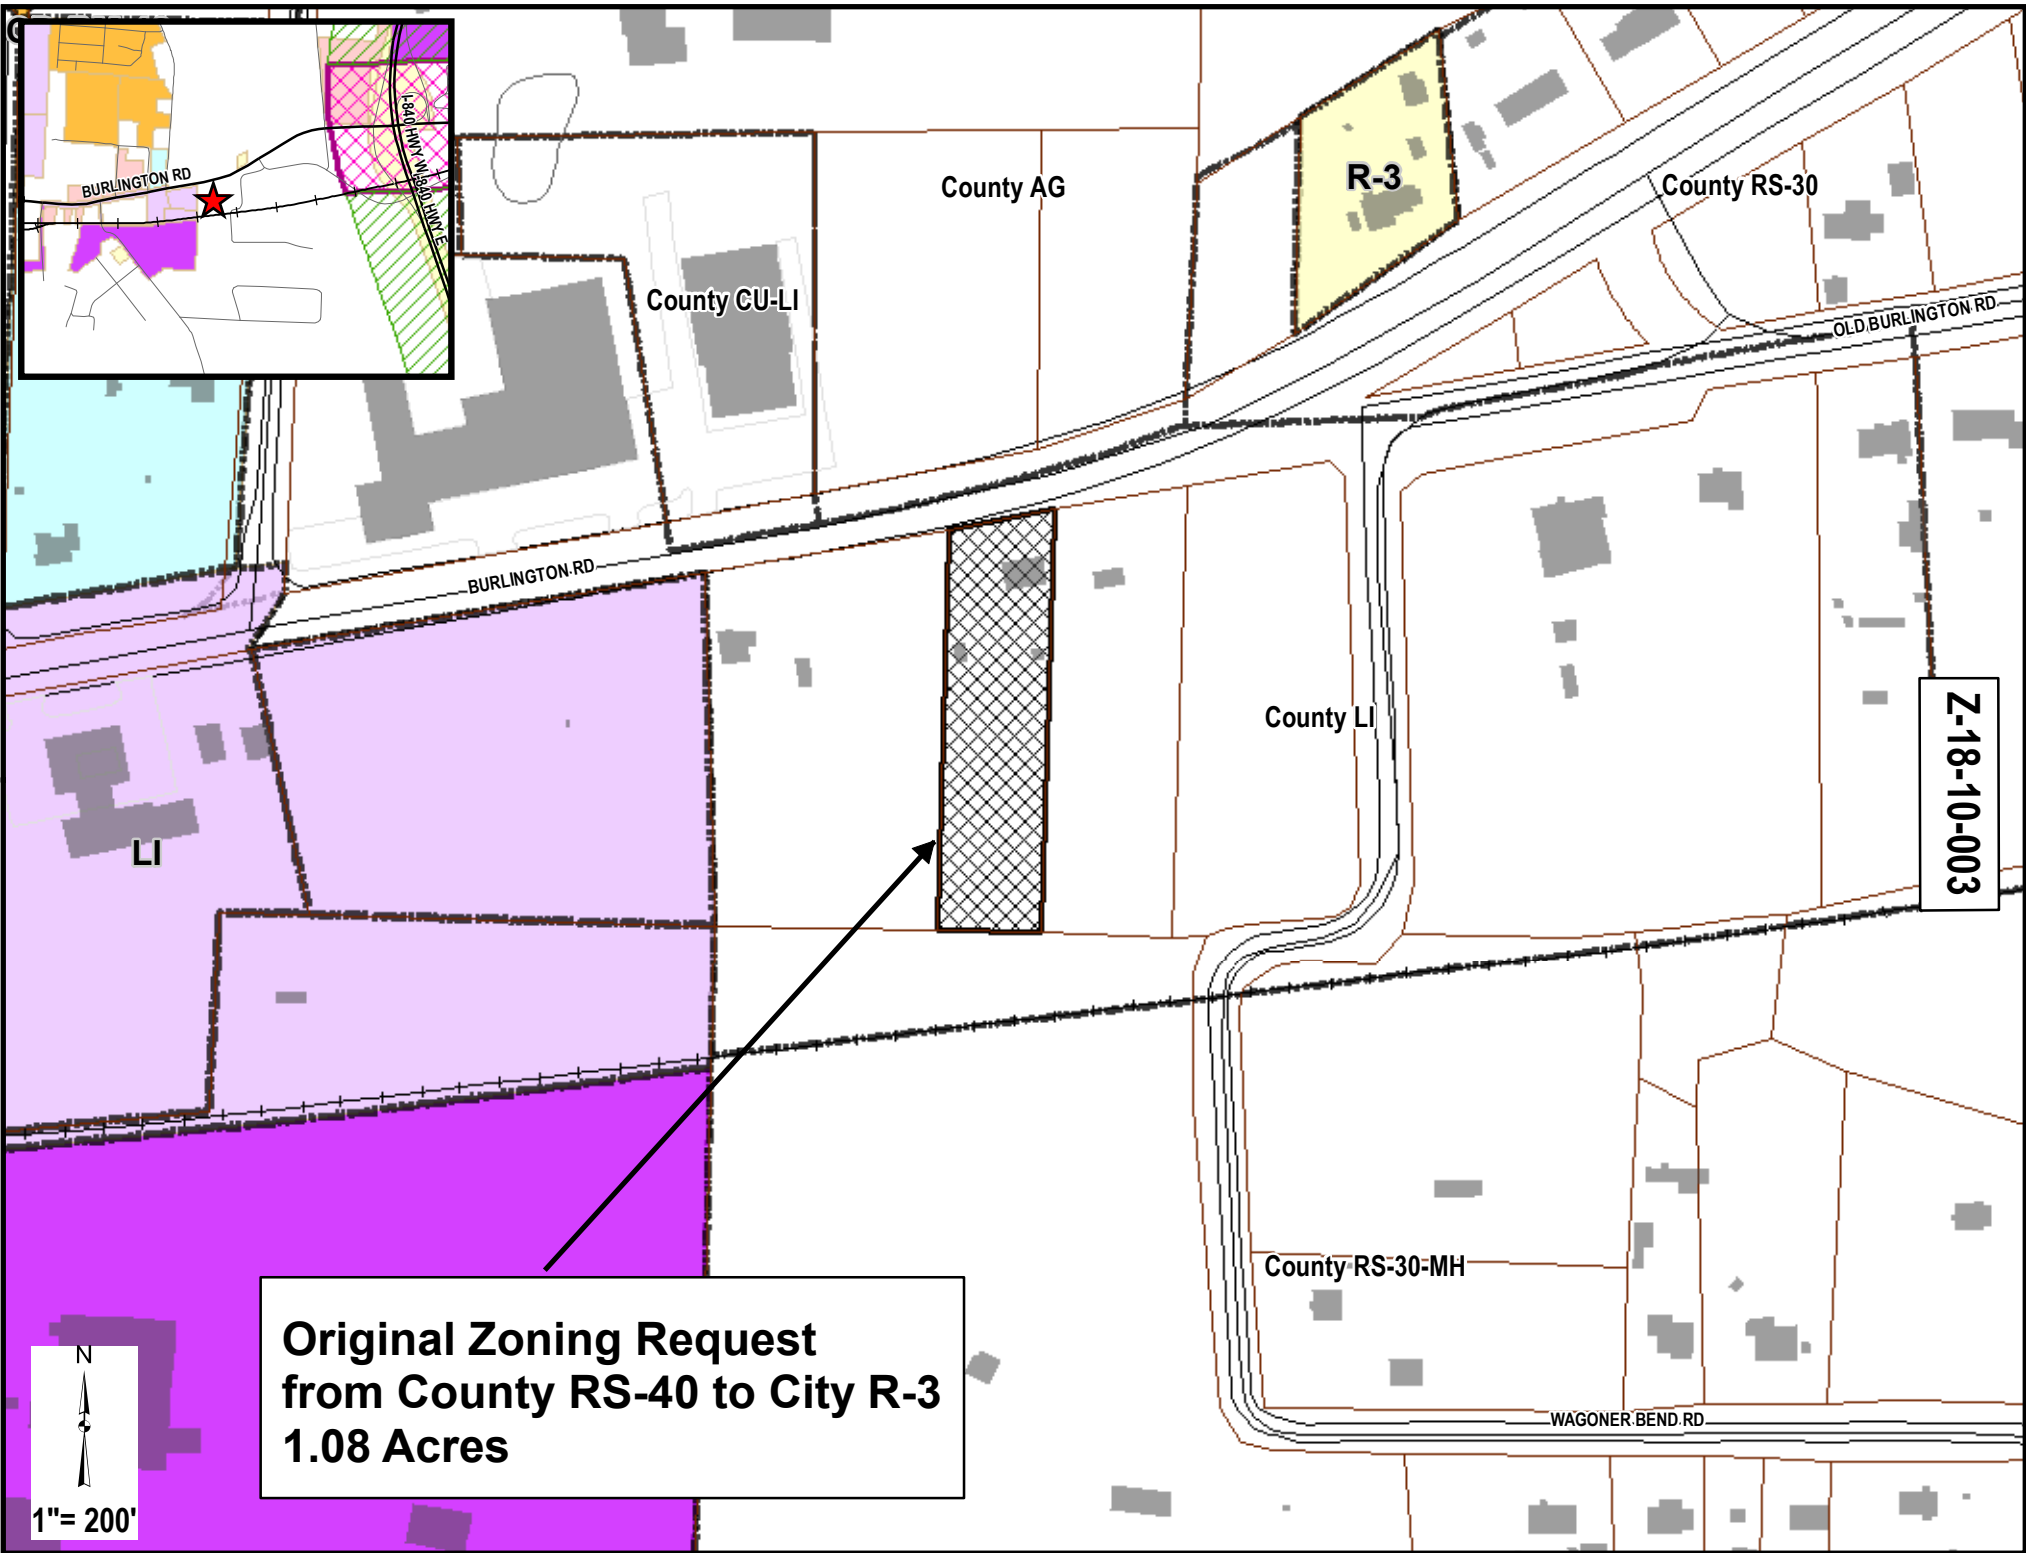 BURLINGTON RD
I-840 HWY W
I-840 HWY E
County AG
R-3
County RS-30
County CU-LI
OLD BURLINGTON RD
BURLINGTON RD
County LI
Z-18-10-003
LI
County RS-30-MH
Original Zoning Request
from County RS-40 to City R-3
1.08 Acres
WAGONER BEND RD
N
1"= 200'